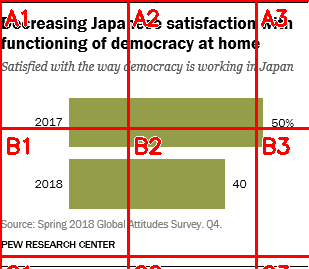 Decreasing Japanese satisfaction with
functioning of democracy at home
Satisfied with the way democracy is working in Japan
A1 A2 A3
2017 50%
B1 B2 B3
2018 40
Source: Spring 2018 Global Attitudes Survey. Q4.
PEW RESEARCH CENTER